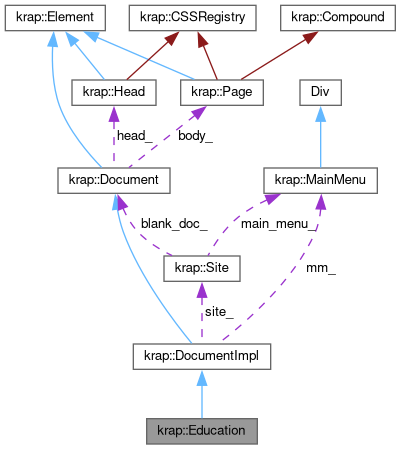 krap::Element
krap::CSSRegistry
krap::Compound
krap::Head
krap::Page
Div
head_
body_
krap::Document
krap::MainMenu
blank_doc_
main_menu_
krap::Site
mm_
site_
krap::DocumentImpl
krap::Education